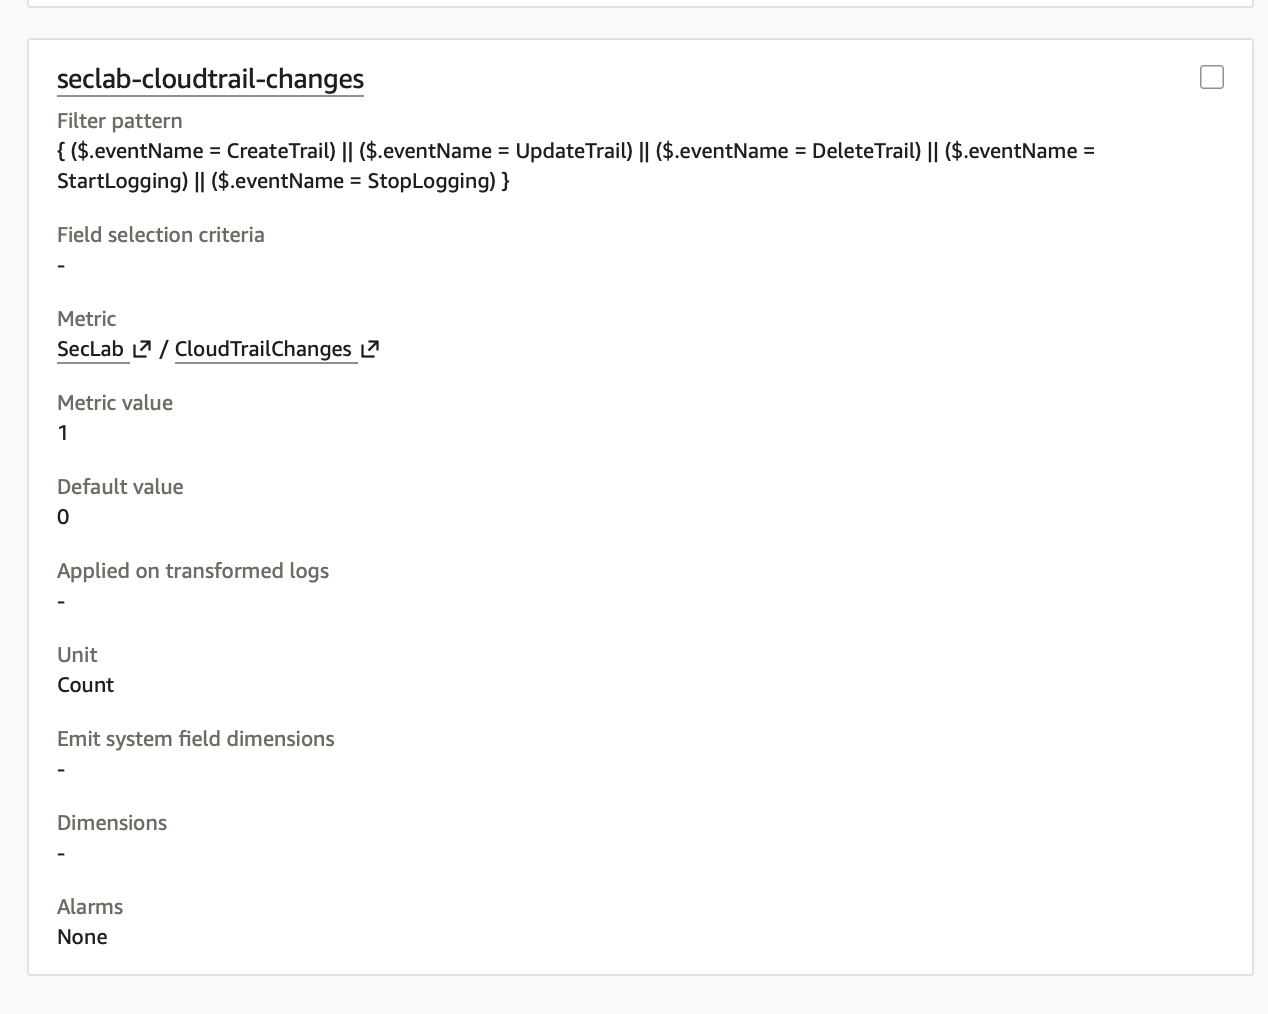 seclab-cloudtrail-changes
Filter pattern
{ ($.eventName = CreateTrail) || ($.eventName = UpdateTrail) || ($.eventName = DeleteTrail) || ($.eventName =
StartLogging) || ($.eventName = StopLogging) }
Field selection criteria
-
Metric
SecLab / CloudTrailChanges
Metric value
1
Default value
0
Applied on transformed logs
-
Unit
Count
Emit system field dimensions
-
Dimensions
-
Alarms
None